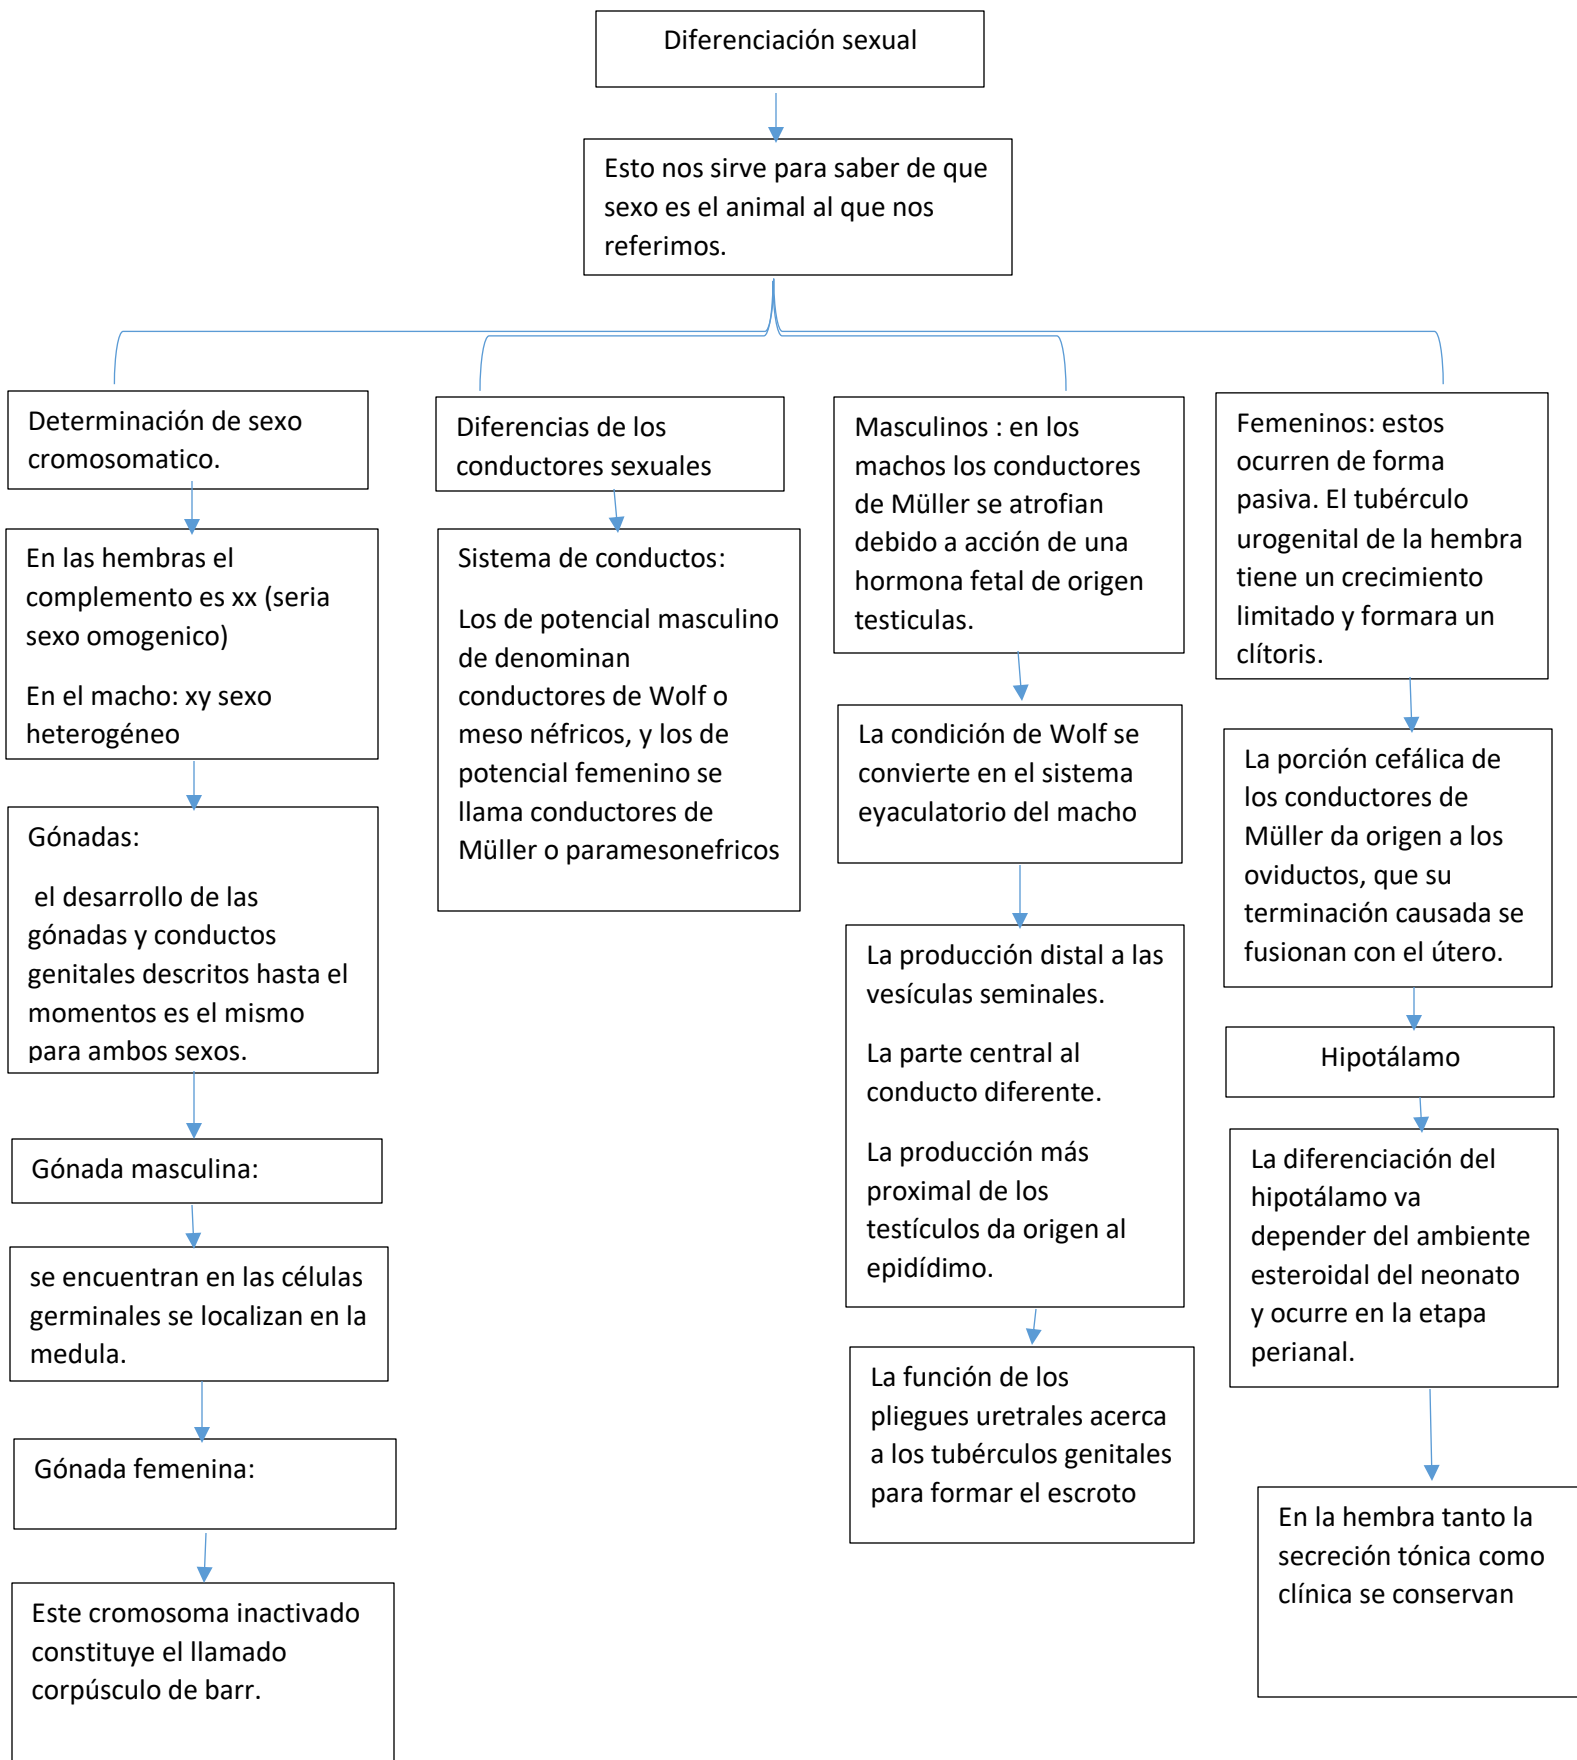 Diferenciación sexual
Esto nos sirve para saber de que
sexo es el animal al que nos
referimos.
Determinación de sexo
cromosomatico.
En las hembras el
complemento es xx (seria
sexo omogenico)
En el macho: xy sexo
heterogéneo
Gónadas:
el desarrollo de las
gónadas y conductos
genitales descritos hasta el
momentos es el mismo
para ambos sexos.
Gónada masculina:
se encuentran en las células
germinales se localizan en la
medula.
Gónada femenina:
Este cromosoma inactivado
constituye el llamado
corpúsculo de barr.
Diferencias de los
conductores sexuales
Sistema de conductos:
Los de potencial masculino
de denominan
conductores de Wolf o
meso néfricos, y los de
potencial femenino se
llama conductores de
Müller o paramesonefricos
Masculinos : en los
machos los conductores
de Müller se atrofian
debido a acción de una
hormona fetal de origen
testiculas.
La condición de Wolf se
convierte en el sistema
eyaculatorio del macho
La producción distal a las
vesículas seminales.
La parte central al
conducto diferente.
La producción más
proximal de los
testículos da origen al
epidídimo.
La función de los
pliegues uretrales acerca
a los tubérculos genitales
para formar el escroto
Femeninos: estos
ocurren de forma
pasiva. El tubérculo
urogenital de la hembra
tiene un crecimiento
limitado y formara un
clítoris.
La porción cefálica de
los conductores de
Müller da origen a los
oviductos, que su
terminación causada se
fusionan con el útero.
Hipotálamo
La diferenciación del
hipotálamo va
depender del ambiente
esteroidal del neonato
y ocurre en la etapa
perianal.
En la hembra tanto la
secreción tónica como
clínica se conservan